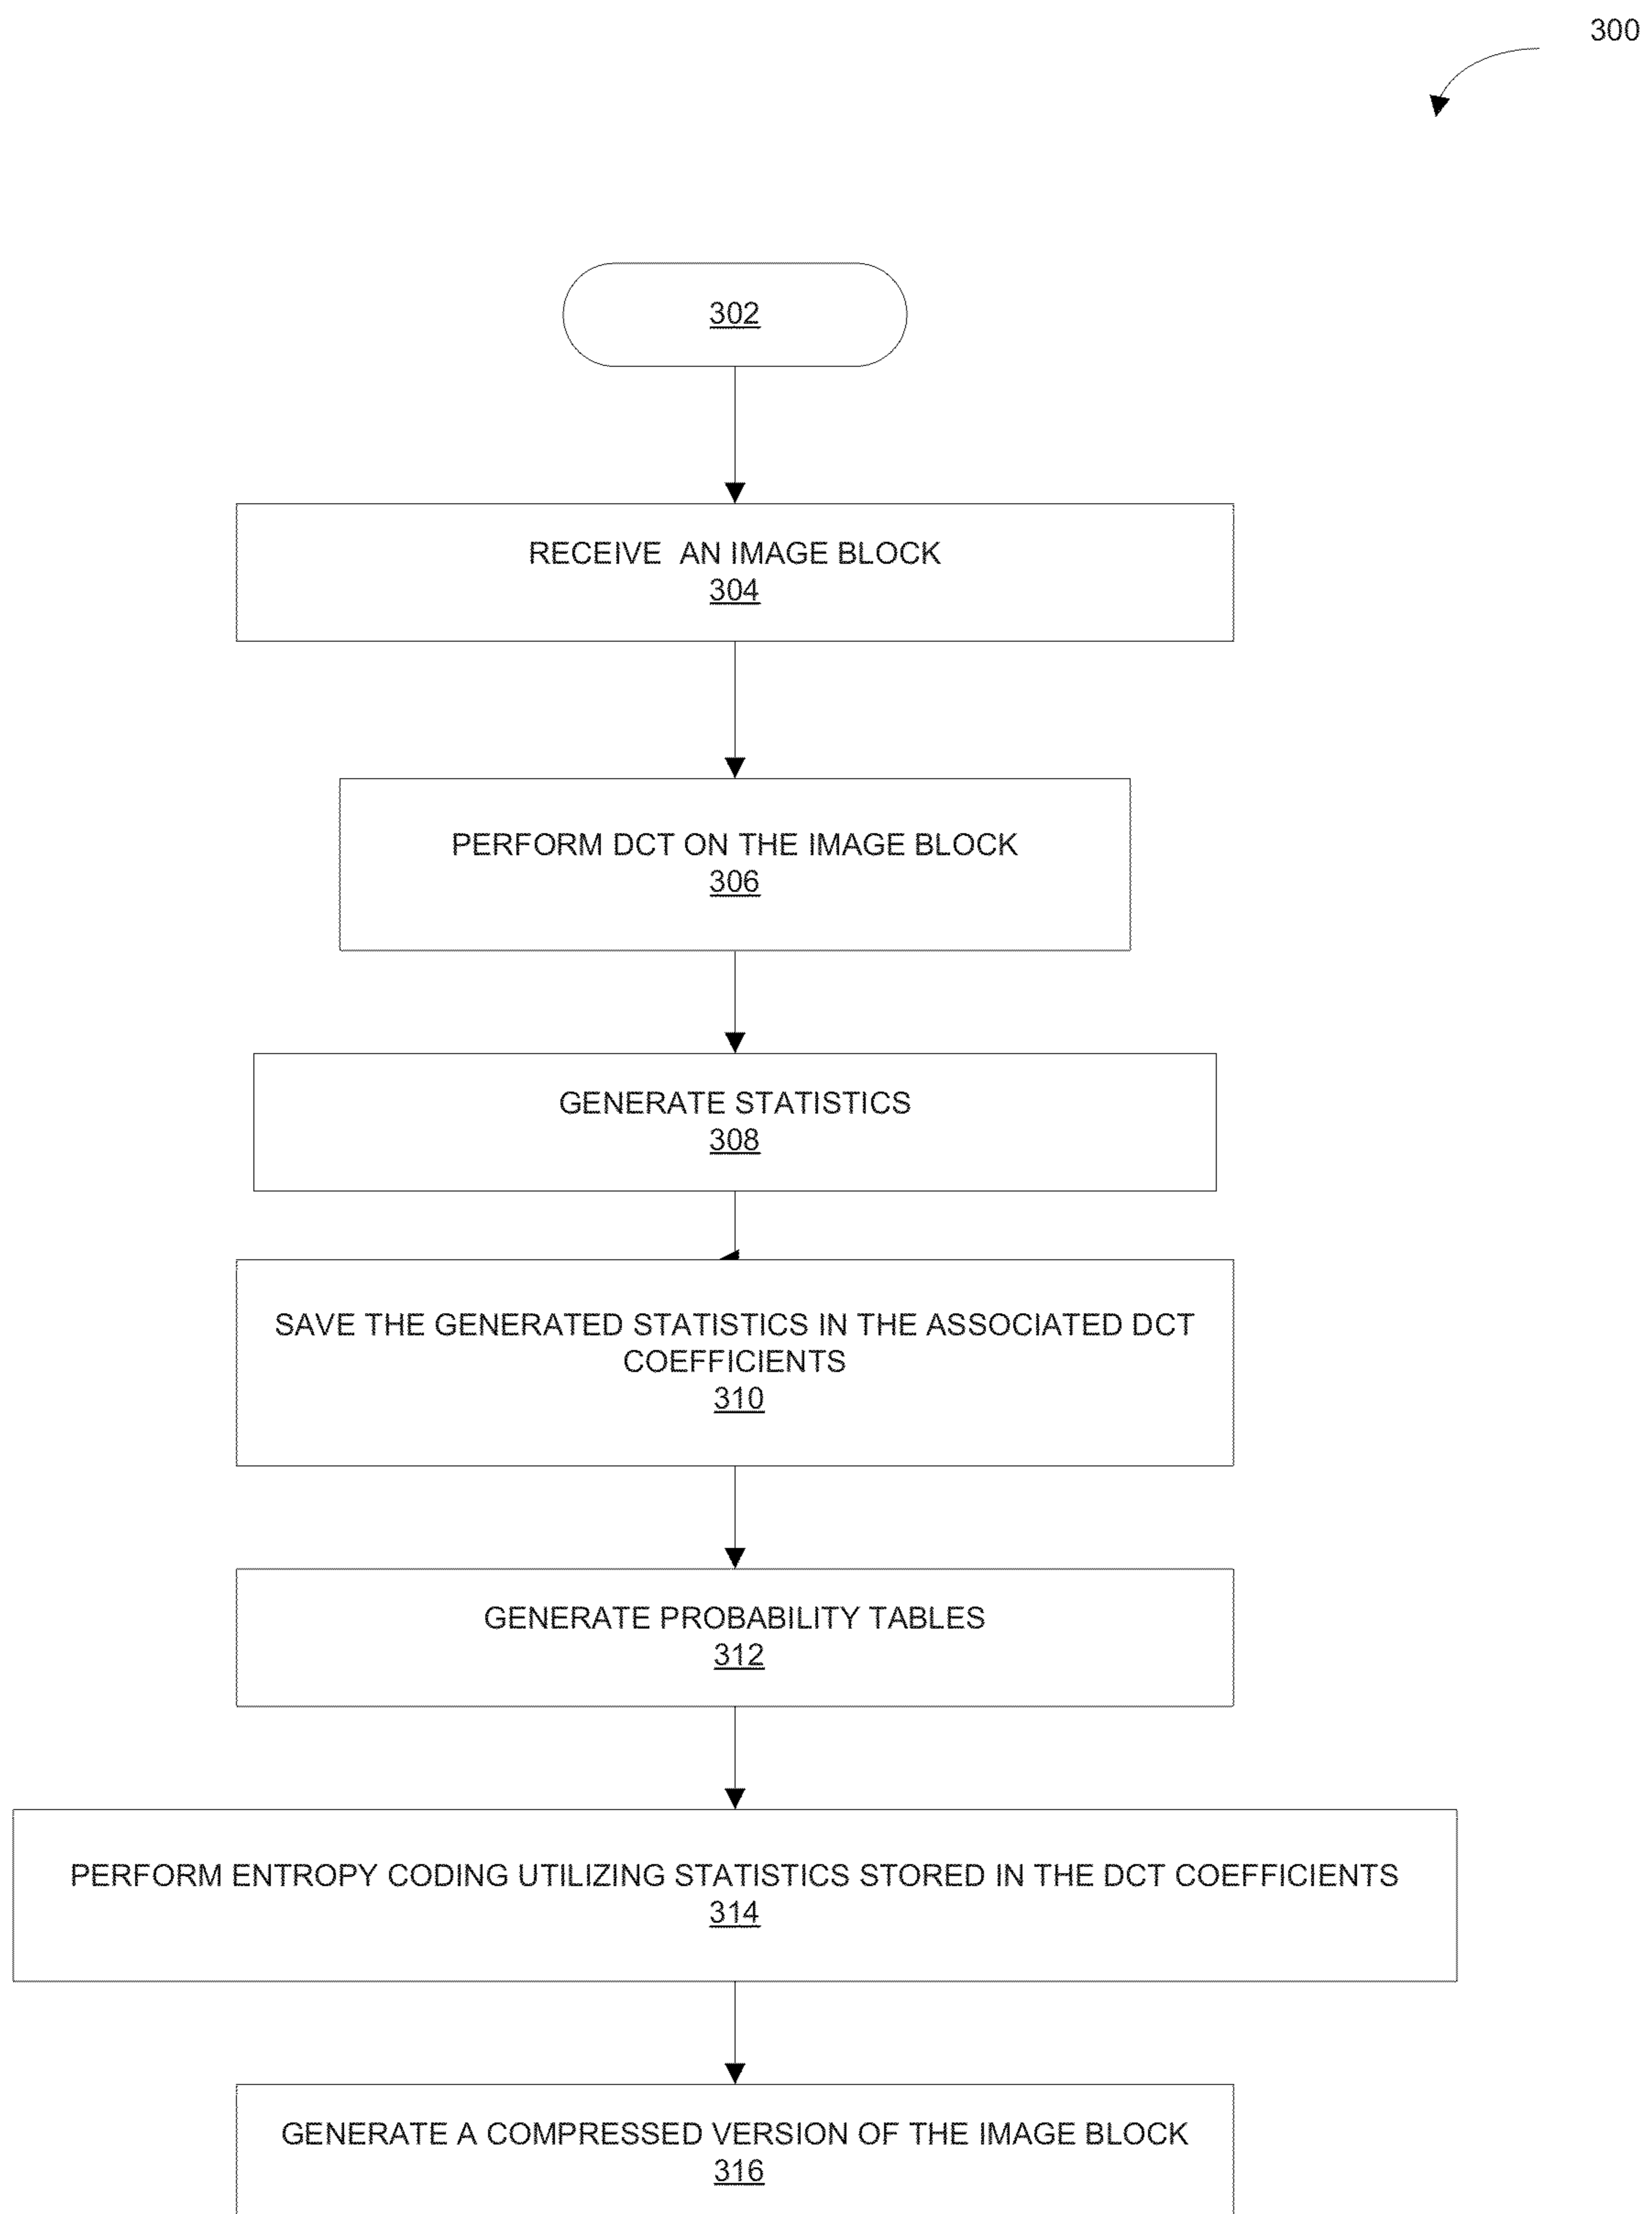 300
302
RECEIVE AN IMAGE BLOCK
304
PERFORM DCT ON THE IMAGE BLOCK
306
GENERATE STATISTICS
308
SAVE THE GENERATED STATISTICS IN THE ASSOCIATED DCT
COEFFICIENTS
310
GENERATE PROBABILITY TABLES
312
PERFORM ENTROPY CODING UTILIZING STATISTICS STORED IN THE DCT COEFFICIENTS
314
GENERATE A COMPRESSED VERSION OF THE IMAGE BLOCK
316